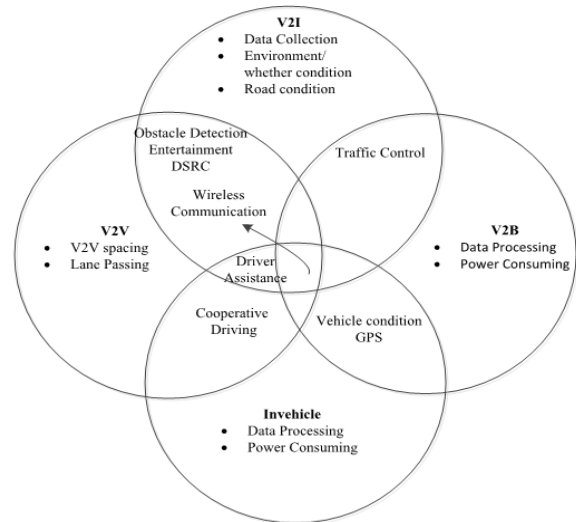 V2I
• Data Collection
• Environment/
whether condition
• Road condition
Obstacle Detection
Entertainment
DSRC
Traffic Control
Wireless
Communication
V2V
• V2V spacing
• Lane Passing
V2B
• Data Processing
• Power Consuming
Driver
Assistance
Cooperative
Driving
Vehicle condition
GPS
Invehicle
• Data Processing
• Power Consuming